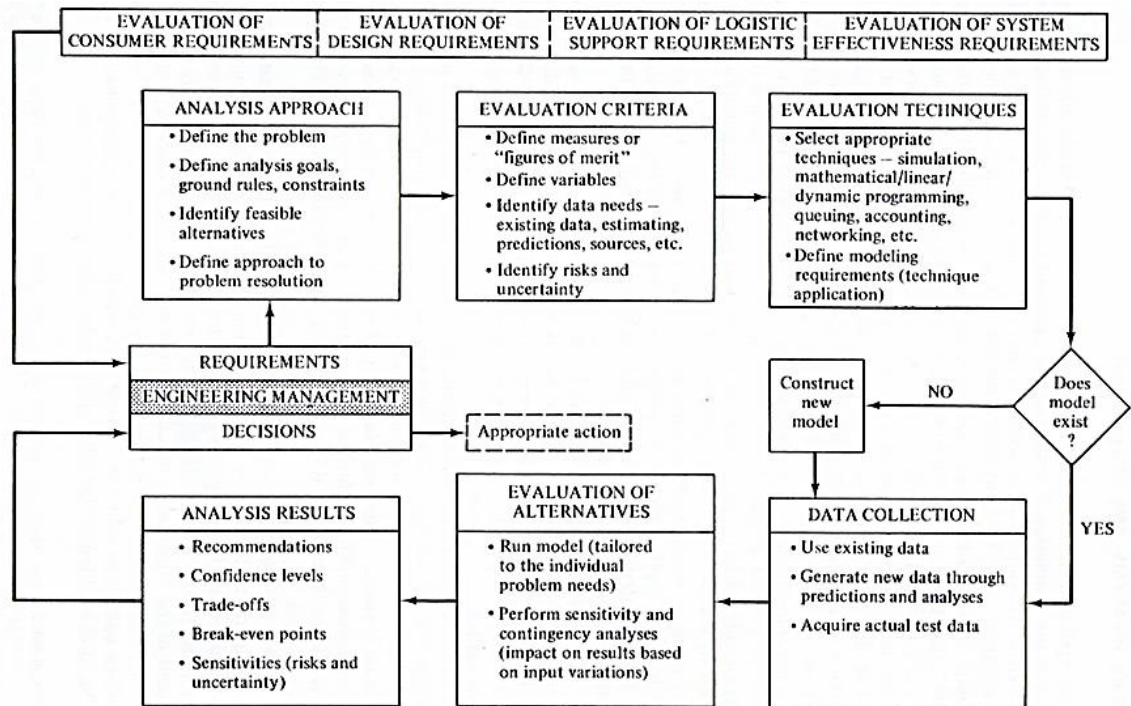 EVALUATION OF
CONSUMER REQUIREMENTS
EVALUATION OF
DESIGN REQUIREMENTS
EVALUATION OF LOGISTIC
SUPPORT REQUIREMENTS
EVALUATION OF SYSTEM
EFFECTIVENESS REQUIREMENTS
ANALYSIS APPROACH
• Define the problem
• Define analysis goals,
ground rules, constraints
• Identify feasible
alternatives
• Define approach to
problem resolution
EVALUATION CRITERIA
• Define measures or
“figures of merit”
• Define variables
• Identify data needs –
existing data, estimating,
predictions, sources, etc.
• Identify risks and
uncertainty
EVALUATION TECHNIQUES
• Select appropriate
techniques – simulation,
mathematical/linear/
dynamic programming,
queuing, accounting,
networking, etc.
• Define modeling
requirements (technique
application)
REQUIREMENTS
ENGINEERING MANAGEMENT
DECISIONS
Appropriate action
Construct
new
model
NO
Does
model
exist
?
YES
ANALYSIS RESULTS
• Recommendations
• Confidence levels
• Trade-offs
• Break-even points
• Sensitivities (risks and
uncertainty)
EVALUATION OF
ALTERNATIVES
• Run model (tailored
to the individual
problem needs)
• Perform sensitivity and
contingency analyses
(impact on results based
on input variations)
DATA COLLECTION
• Use existing data
• Generate new data through
predictions and analyses
• Acquire actual test data